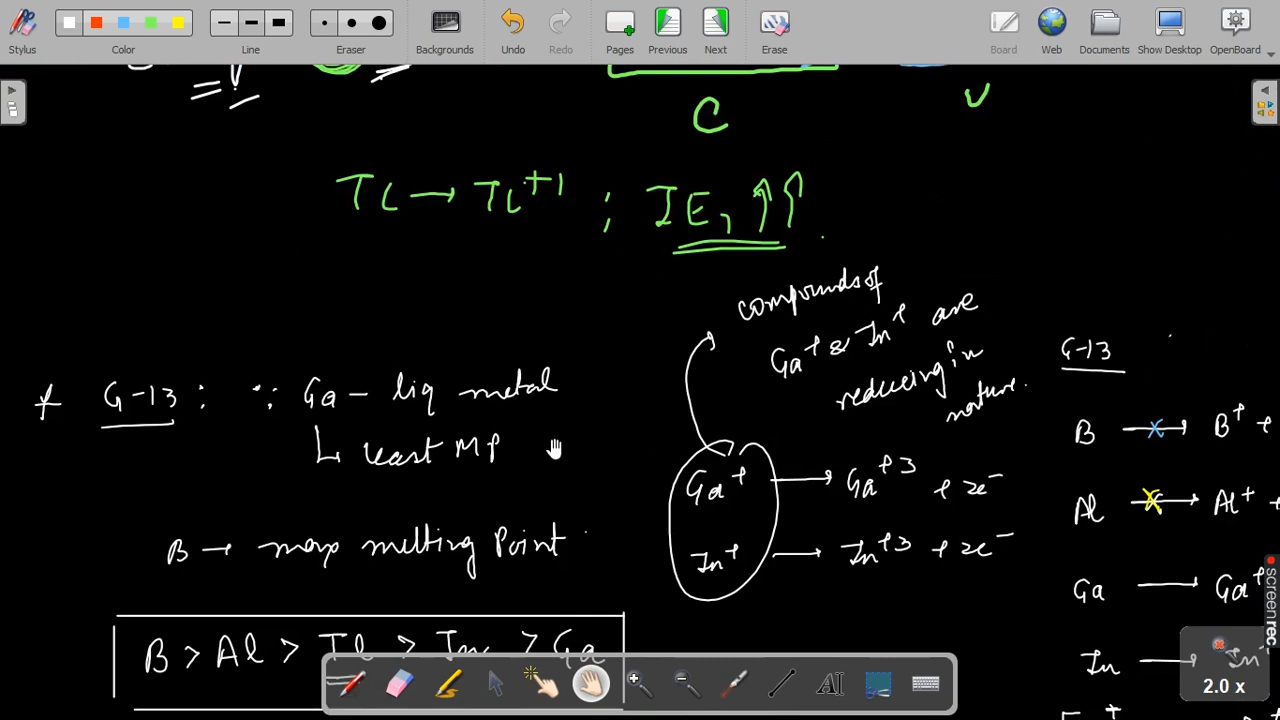 Stylus
Color
Line
Eraser
Backgrounds
Undo
Redo
Pages
Previous
Next
Erase
Board
Web
Documents
Show Desktop
OpenBoard
C
TL → TL+1 ; IE1 ↑↑
compounds of
Ga+ & In+ are
reducing in
nature.
* G-13 : ∵ Ga - liq metal
↳ least MP
B → max melting Point
B > Al > Tl > In > Ga
Ga+ → Ga+3 + 2e-
In+ → In+3 + 2e-
G-13
B → B+ +
Al → Al+ +
Ga → Ga+
In → In+
2.0 x
screenrec